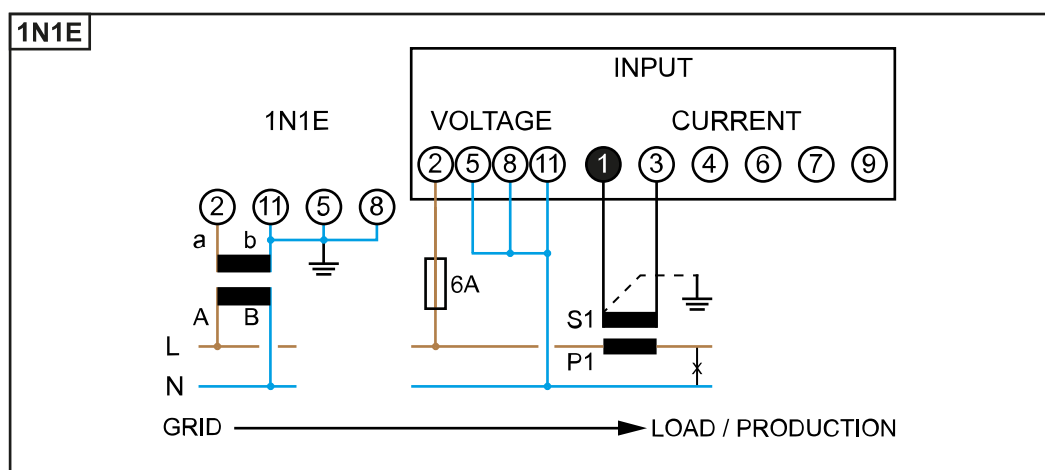 1N1E
INPUT
1N1E
VOLTAGE CURRENT
2 5 8 11 1 3 4 6 7 9
2 11 5 8
a b
6A
A B
S1
L
P1
x
N
GRID LOAD / PRODUCTION